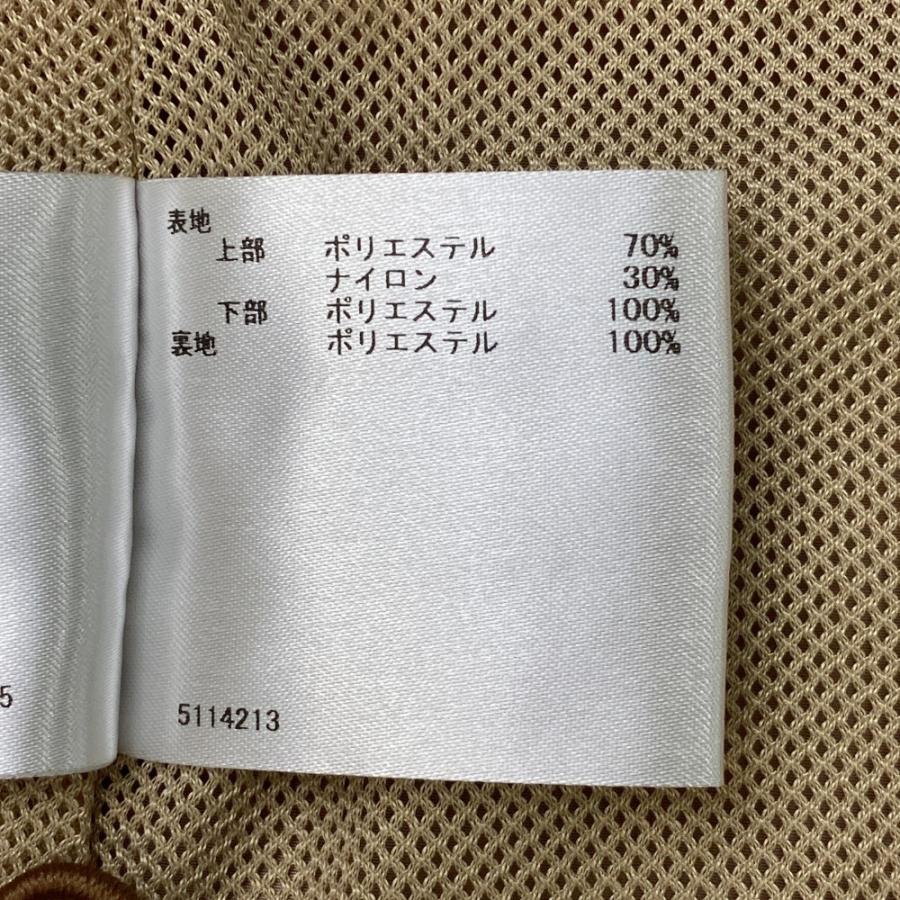 表地
上部 ポリエステル 70%
ナイロン 30%
下部 ポリエステル 100%
裏地 ポリエステル 100%
5
5114213